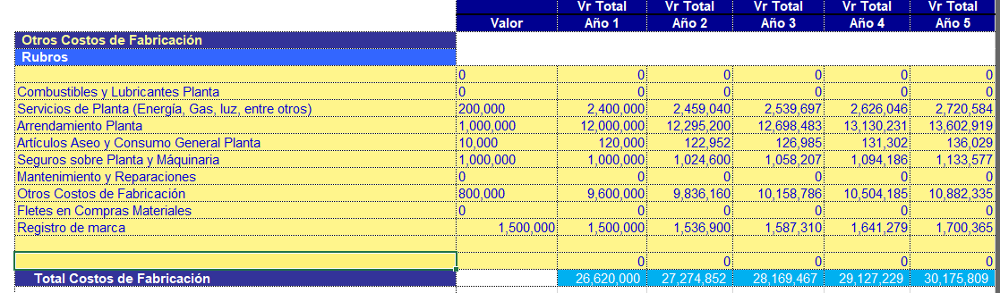 Vr Total Vr Total Vr Total Vr Total Vr Total
Valor Año 1 Año 2 Año 3 Año 4 Año 5
Otros Costos de Fabricación
Rubros
0 0 0 0 0 0
Combustibles y Lubricantes Planta 0 0 0 0 0 0
Servicios de Planta (Energía, Gas, luz, entre otros) 200,000 2,400,000 2,459,040 2,539,697 2,626,046 2,720,584
Arrendamiento Planta 1,000,000 12,000,000 12,295,200 12,698,483 13,130,231 13,602,919
Artículos Aseo y Consumo General Planta 10,000 120,000 122,952 126,985 131,302 136,029
Seguros sobre Planta y Máquinaria 1,000,000 1,000,000 1,024,600 1,058,207 1,094,186 1,133,577
Mantenimiento y Reparaciones 0 0 0 0 0 0
Otros Costos de Fabricación 800,000 9,600,000 9,836,160 10,158,786 10,504,185 10,882,335
Fletes en Compras Materiales 0 0 0 0 0 0
Registro de marca 1,500,000 1,500,000 1,536,900 1,587,310 1,641,279 1,700,365
0 0 0 0 0
Total Costos de Fabricación 26,620,000 27,274,852 28,169,467 29,127,229 30,175,809